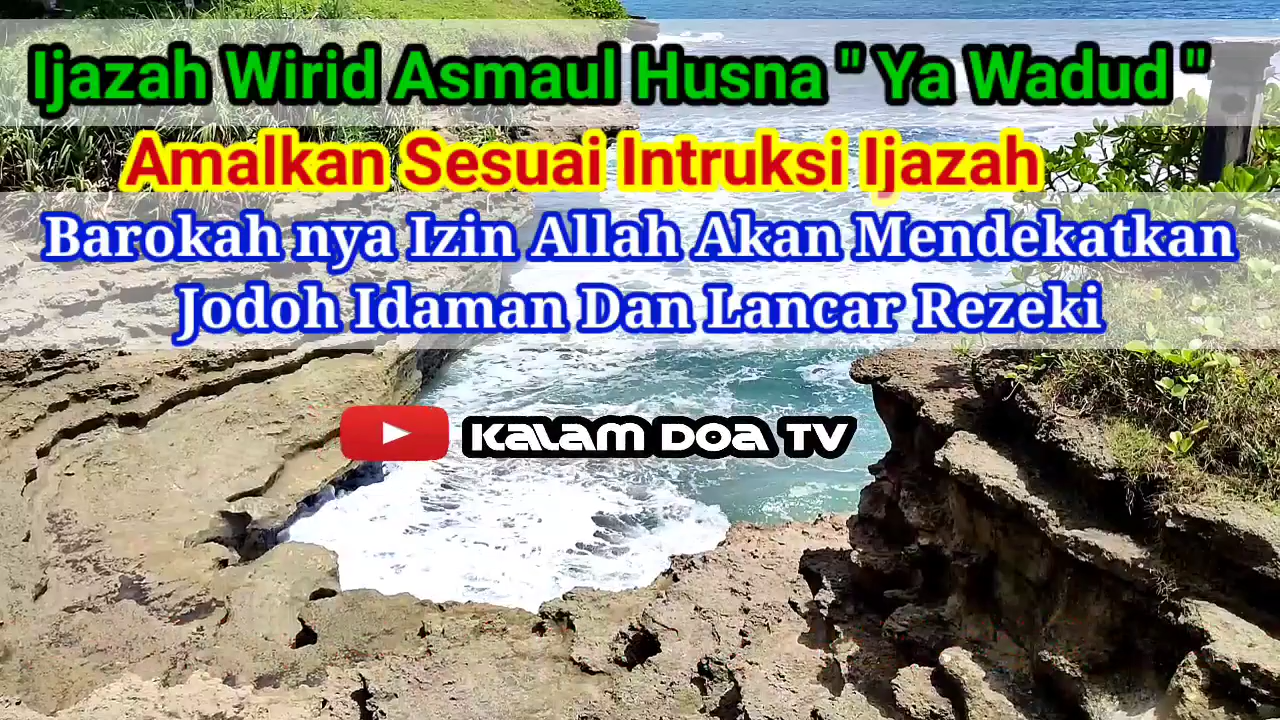 Ijazah Wirid Asmaul Husna " Ya Wadud "
Amalkan Sesuai Intruksi Ijazah
Barokah nya Izin Allah Akan Mendekatkan
Jodoh Idaman Dan Lancar Rezeki
KALAM DOA TV